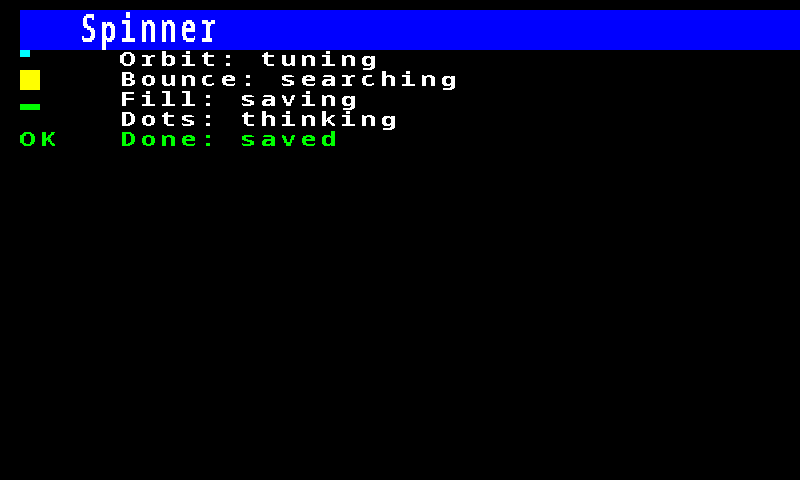 Spinner
Orbit: tuning
Bounce: searching
Fill: saving
Dots: thinking
OK Done: saved